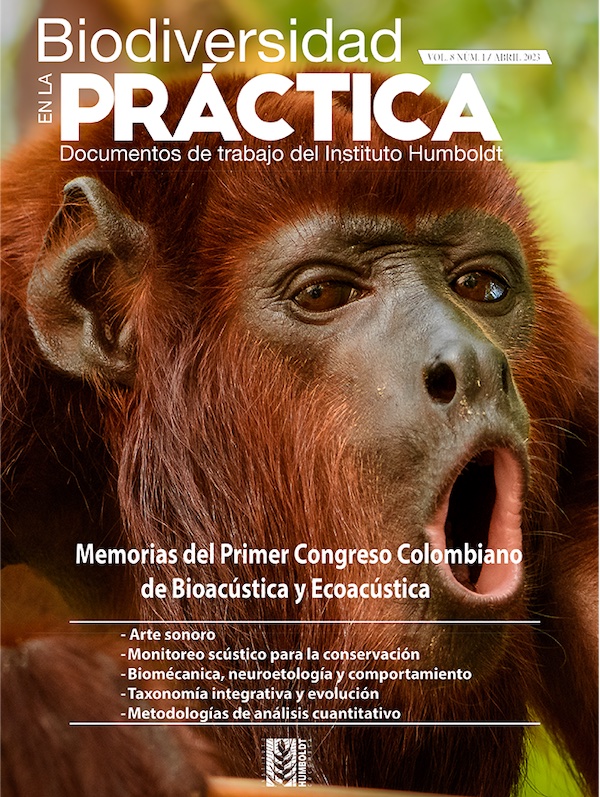 Biodiversidad
VOL. 8 NÚM. 1 / ABRIL 2023
EN LA
PRÁCTICA
Documentos de trabajo del Instituto Humboldt
Memorias del Primer Congreso Colombiano
de Bioacústica y Ecoacústica
- Arte sonoro
- Monitoreo scústico para la conservación
- Biomécanica, neuroetología y comportamiento
- Taxonomía integrativa y evolución
- Metodologías de análisis cuantitativo
HUMBOLDT